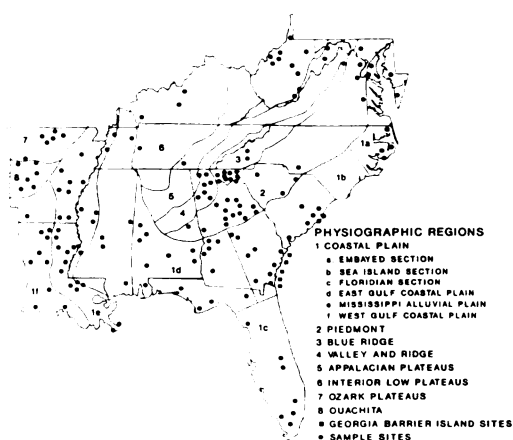 7
6
3
5
2
4
1a
1b
1d
1f
1e
1c
PHYSIOGRAPHIC REGIONS
1 COASTAL PLAIN
a EMBAYED SECTION
b SEA ISLAND SECTION
c FLORIDIAN SECTION
d EAST GULF COASTAL PLAIN
e MISSISSIPPI ALLUVIAL PLAIN
f WEST GULF COASTAL PLAIN
2 PIEDMONT
3 BLUE RIDGE
4 VALLEY AND RIDGE
5 APPALACIAN PLATEAUS
6 INTERIOR LOW PLATEAUS
7 OZARK PLATEAUS
8 OUACHITA
GEORGIA BARRIER ISLAND SITES
SAMPLE SITES